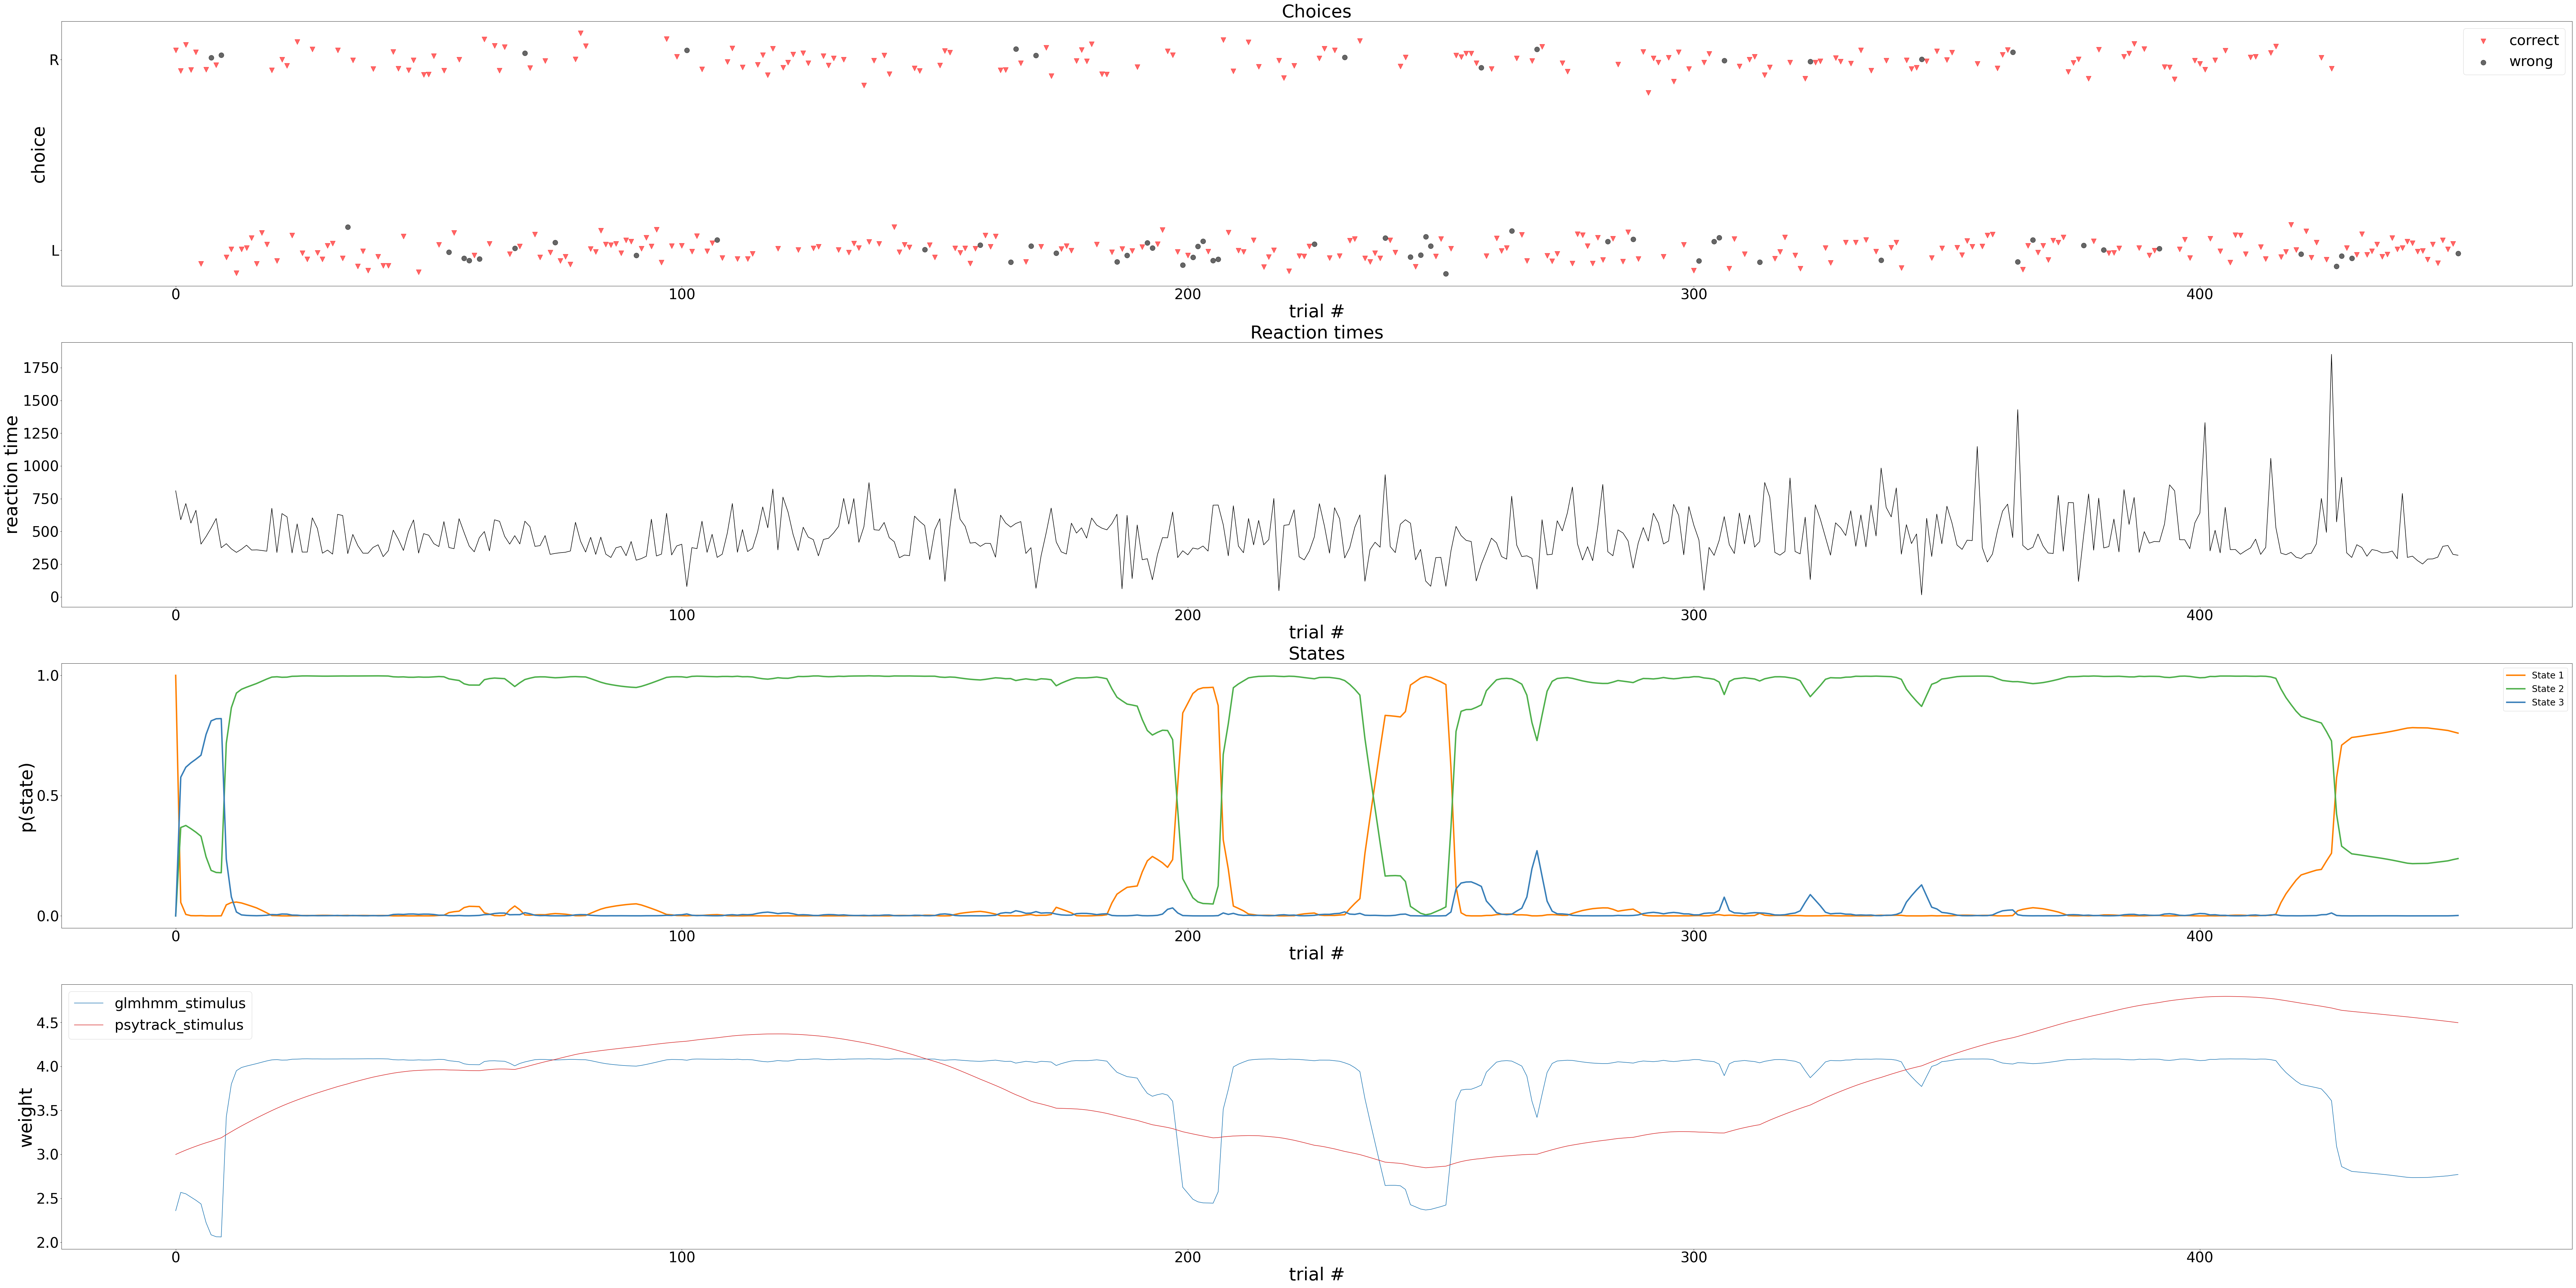 Choices
R
L
choice
correct
wrong
0 100 200 300 400
trial #
Reaction times
1750
1500
1250
1000
750
500
250
0
reaction time
0 100 200 300 400
trial #
States
1.0
0.5
0.0
p(state)
State 1
State 2
State 3
0 100 200 300 400
trial #
glmhmm_stimulus
psytrack_stimulus
4.5
4.0
3.5
3.0
2.5
2.0
weight
0 100 200 300 400
trial #